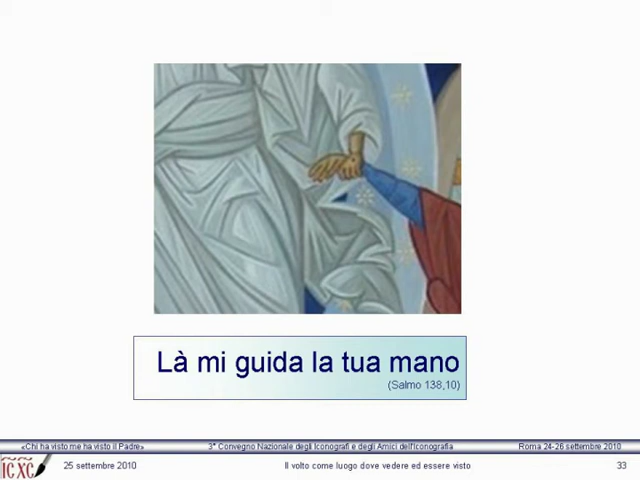 Là mi guida la tua mano
(Salmo 138,10)
«Chi ha visto me ha visto il Padre» 3° Convegno Nazionale degli Iconografi e degli Amici dell'Iconografia Roma 24-26 settembre 2010
IC XC 25 settembre 2010 Il volto come luogo dove vedere ed essere visto 33